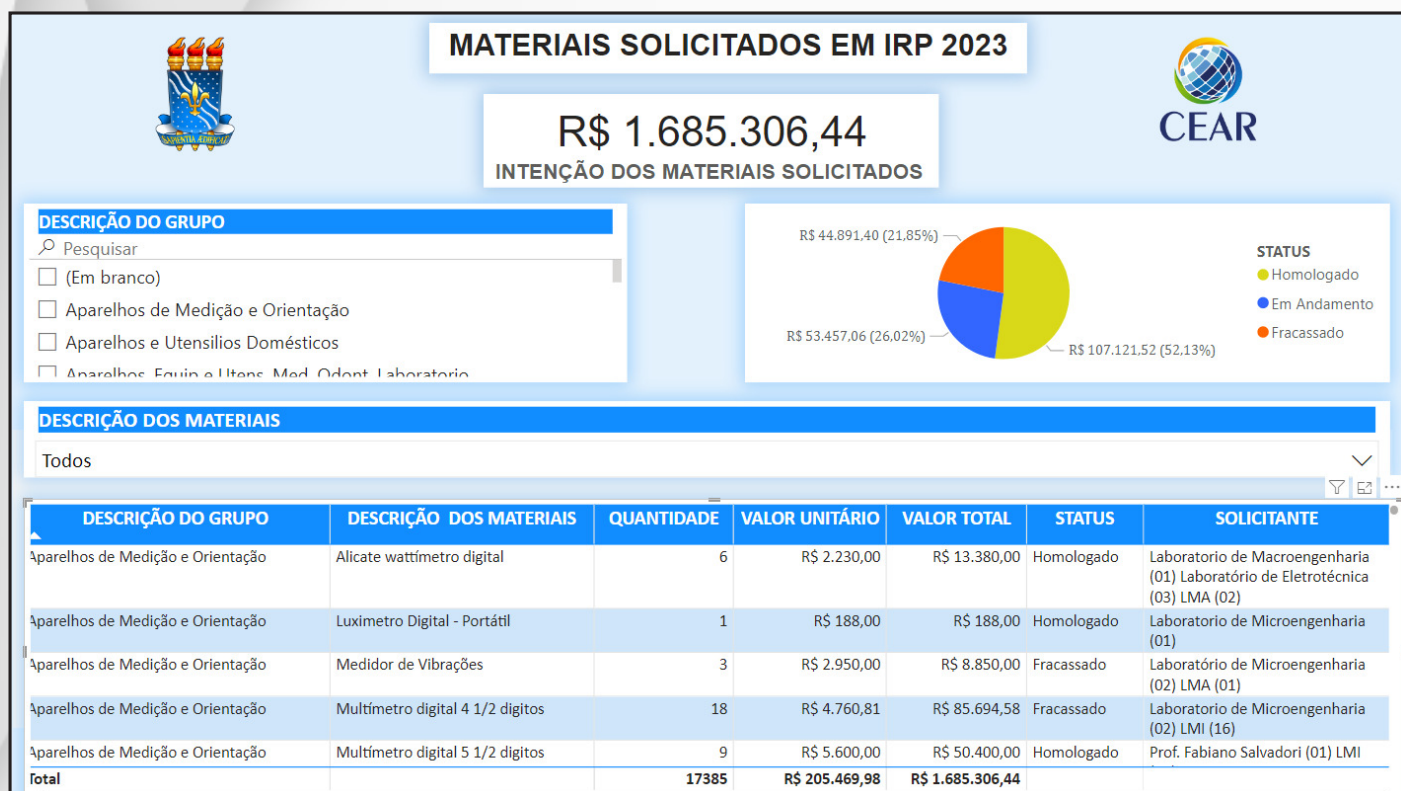 MATERIAIS SOLICITADOS EM IRP 2023
SAPIENTIA ÆDIFICAT
CEAR
R$ 1.685.306,44
INTENÇÃO DOS MATERIAIS SOLICITADOS
DESCRIÇÃO DO GRUPO
Pesquisar
(Em branco)
Aparelhos de Medição e Orientação
Aparelhos e Utensilios Domésticos
Aparelhos, Equip e Utens. Med. Odont. Laboratorio
R$ 44.891,40 (21,85%)
R$ 53.457,06 (26,02%)
R$ 107.121,52 (52,13%)
STATUS
Homologado
Em Andamento
Fracassado
DESCRIÇÃO DOS MATERIAIS
Todos
DESCRIÇÃO DO GRUPO DESCRIÇÃO DOS MATERIAIS QUANTIDADE VALOR UNITÁRIO VALOR TOTAL STATUS SOLICITANTE
Aparelhos de Medição e Orientação Alicate wattímetro digital 6 R$ 2.230,00 R$ 13.380,00 Homologado Laboratorio de Macroengenharia
(01) Laboratório de Eletrotécnica
(03) LMA (02)
Aparelhos de Medição e Orientação Luximetro Digital - Portátil 1 R$ 188,00 R$ 188,00 Homologado Laboratorio de Microengenharia
(01)
Aparelhos de Medição e Orientação Medidor de Vibrações 3 R$ 2.950,00 R$ 8.850,00 Fracassado Laboratório de Microengenharia
(02) LMA (01)
Aparelhos de Medição e Orientação Multímetro digital 4 1/2 digitos 18 R$ 4.760,81 R$ 85.694,58 Fracassado Laboratorio de Microengenharia
(02) LMI (16)
Aparelhos de Medição e Orientação Multímetro digital 5 1/2 digitos 9 R$ 5.600,00 R$ 50.400,00 Homologado Prof. Fabiano Salvadori (01) LMI
Total 17385 R$ 205.469,98 R$ 1.685.306,44